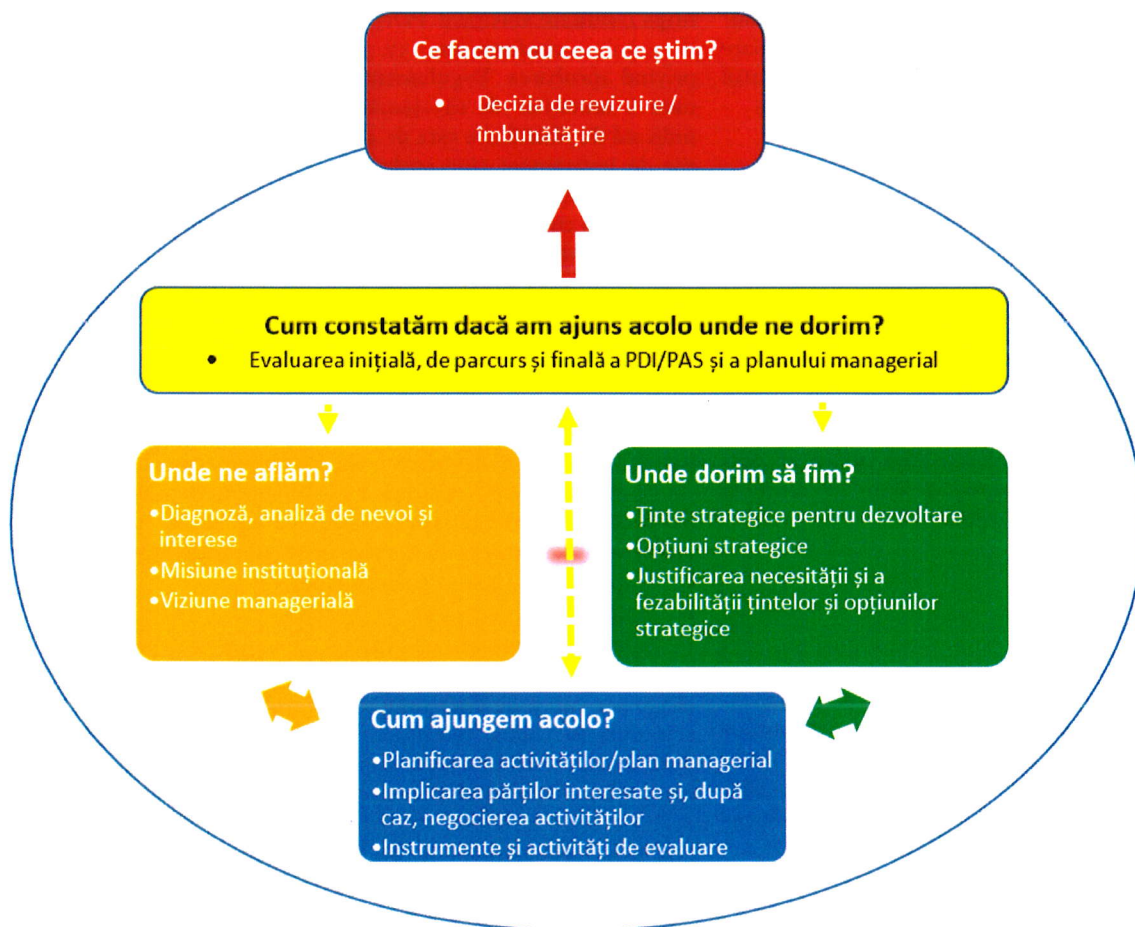 Ce facem cu ceea ce știm?
• Decizia de revizuire /
îmbunătățire
Cum constatăm dacă am ajuns acolo unde ne dorim?
• Evaluarea inițială, de parcurs și finală a PDI/PAS și a planului managerial
Unde ne aflăm?
•Diagnoză, analiză de nevoi și
interese
•Misiune instituțională
•Viziune managerială
Unde dorim să fim?
•Ținte strategice pentru dezvoltare
•Opțiuni strategice
•Justificarea necesității și a
fezabilității țintelor și opțiunilor
strategice
Cum ajungem acolo?
•Planificarea activităților/plan managerial
•Implicarea părților interesate și, după
caz, negocierea activităților
•Instrumente și activități de evaluare